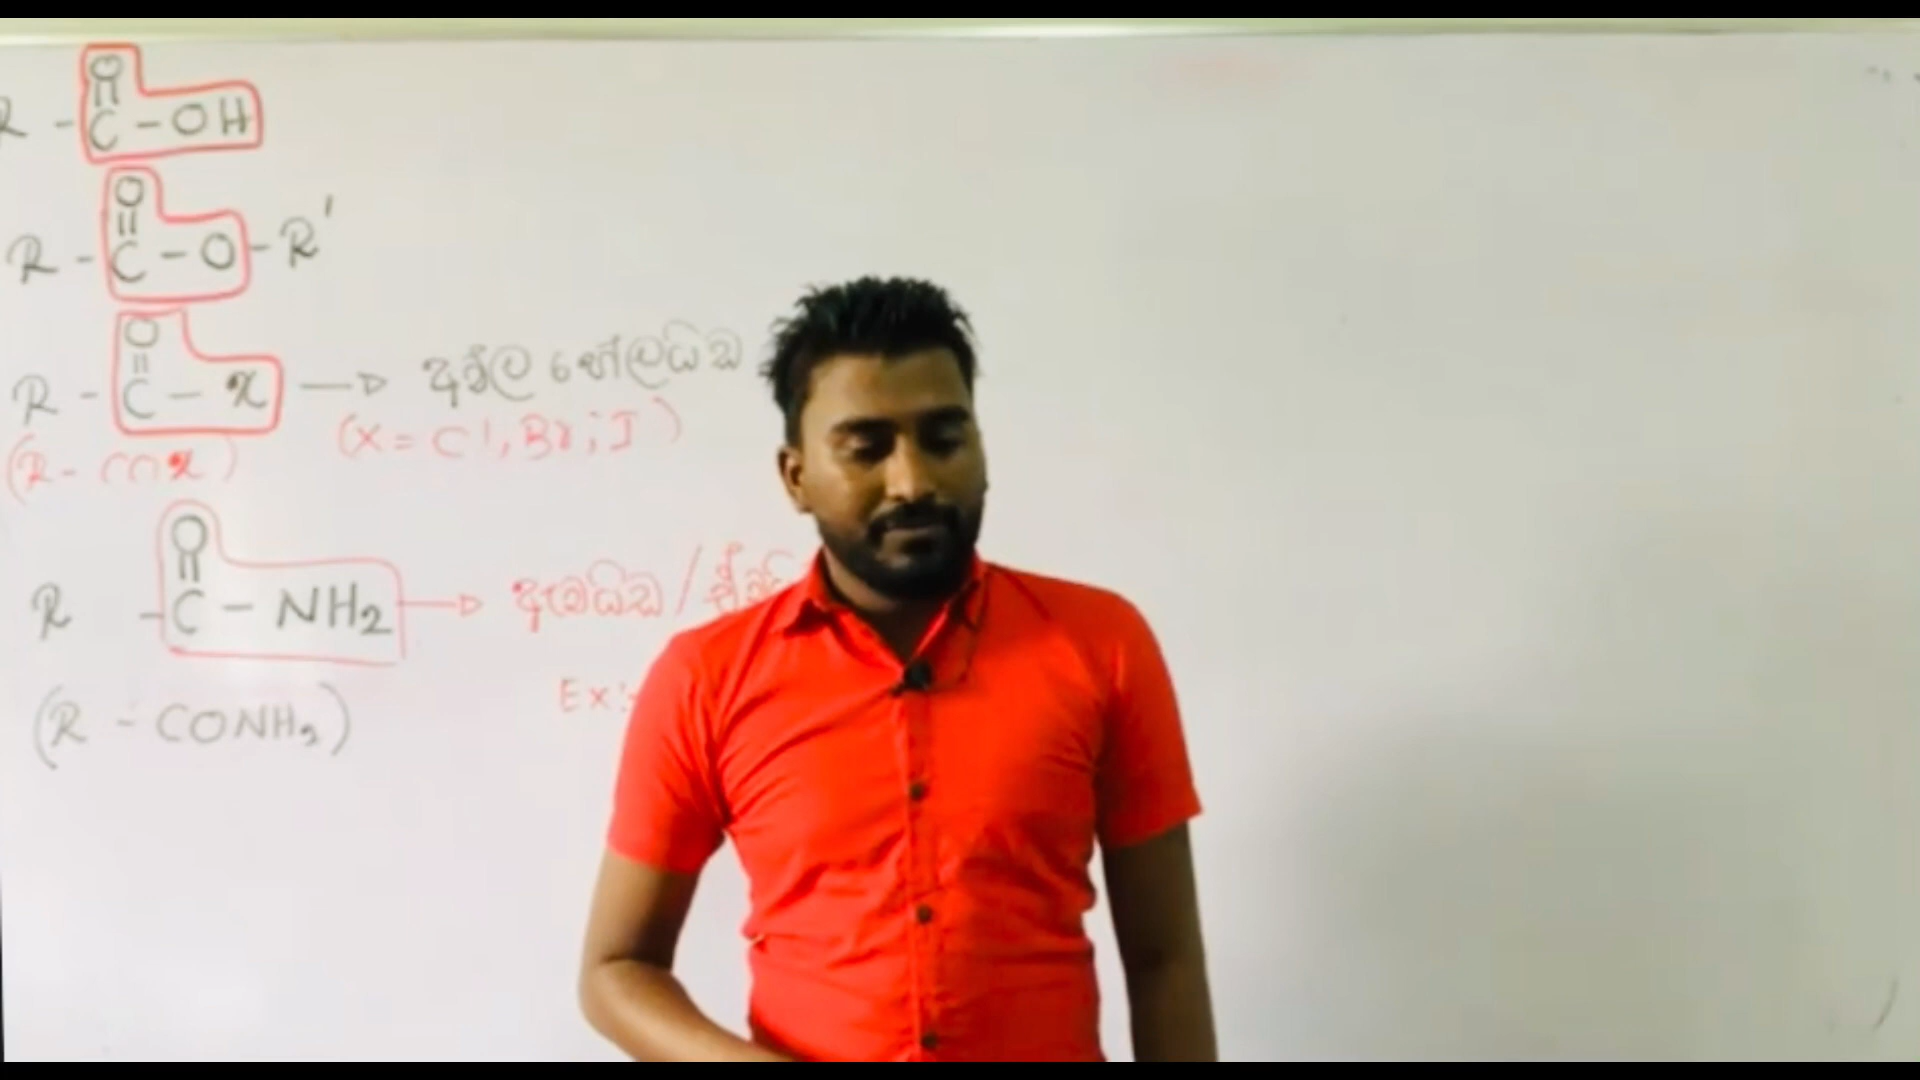 O
||
R - C - OH
O
||
R - C - O - R'
O
||
R - C - x → අම්ල හේලයිඩ
(R - COx) (X = Cl, Br, I)
O
||
R - C - NH2 → ඇමයිඩ /
Ex:-
(R - CONH2)